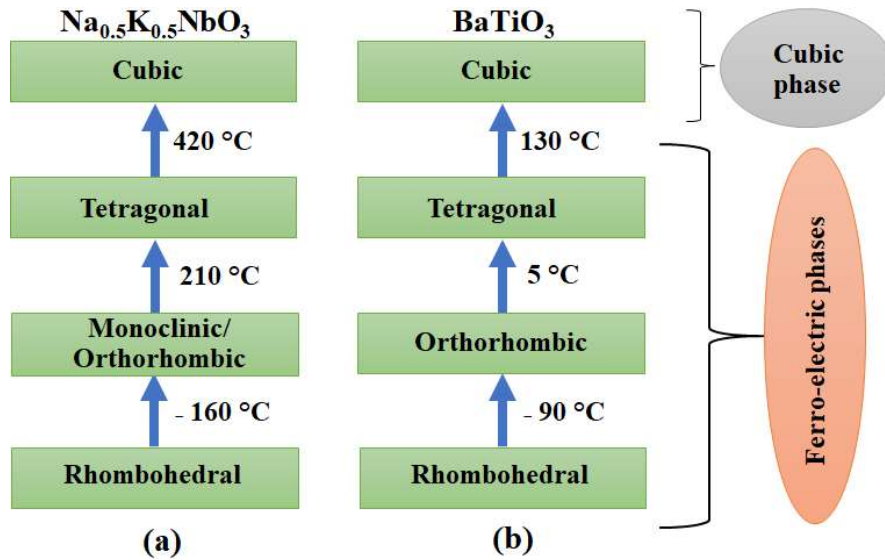 Na₀.₅K₀.₅NbO₃
Cubic
420 °C
Tetragonal
210 °C
Monoclinic/
Orthorhombic
- 160 °C
Rhombohedral
(a)
BaTiO₃
Cubic
130 °C
Tetragonal
5 °C
Orthorhombic
- 90 °C
Rhombohedral
(b)
Cubic
phase
Ferro-electric phases